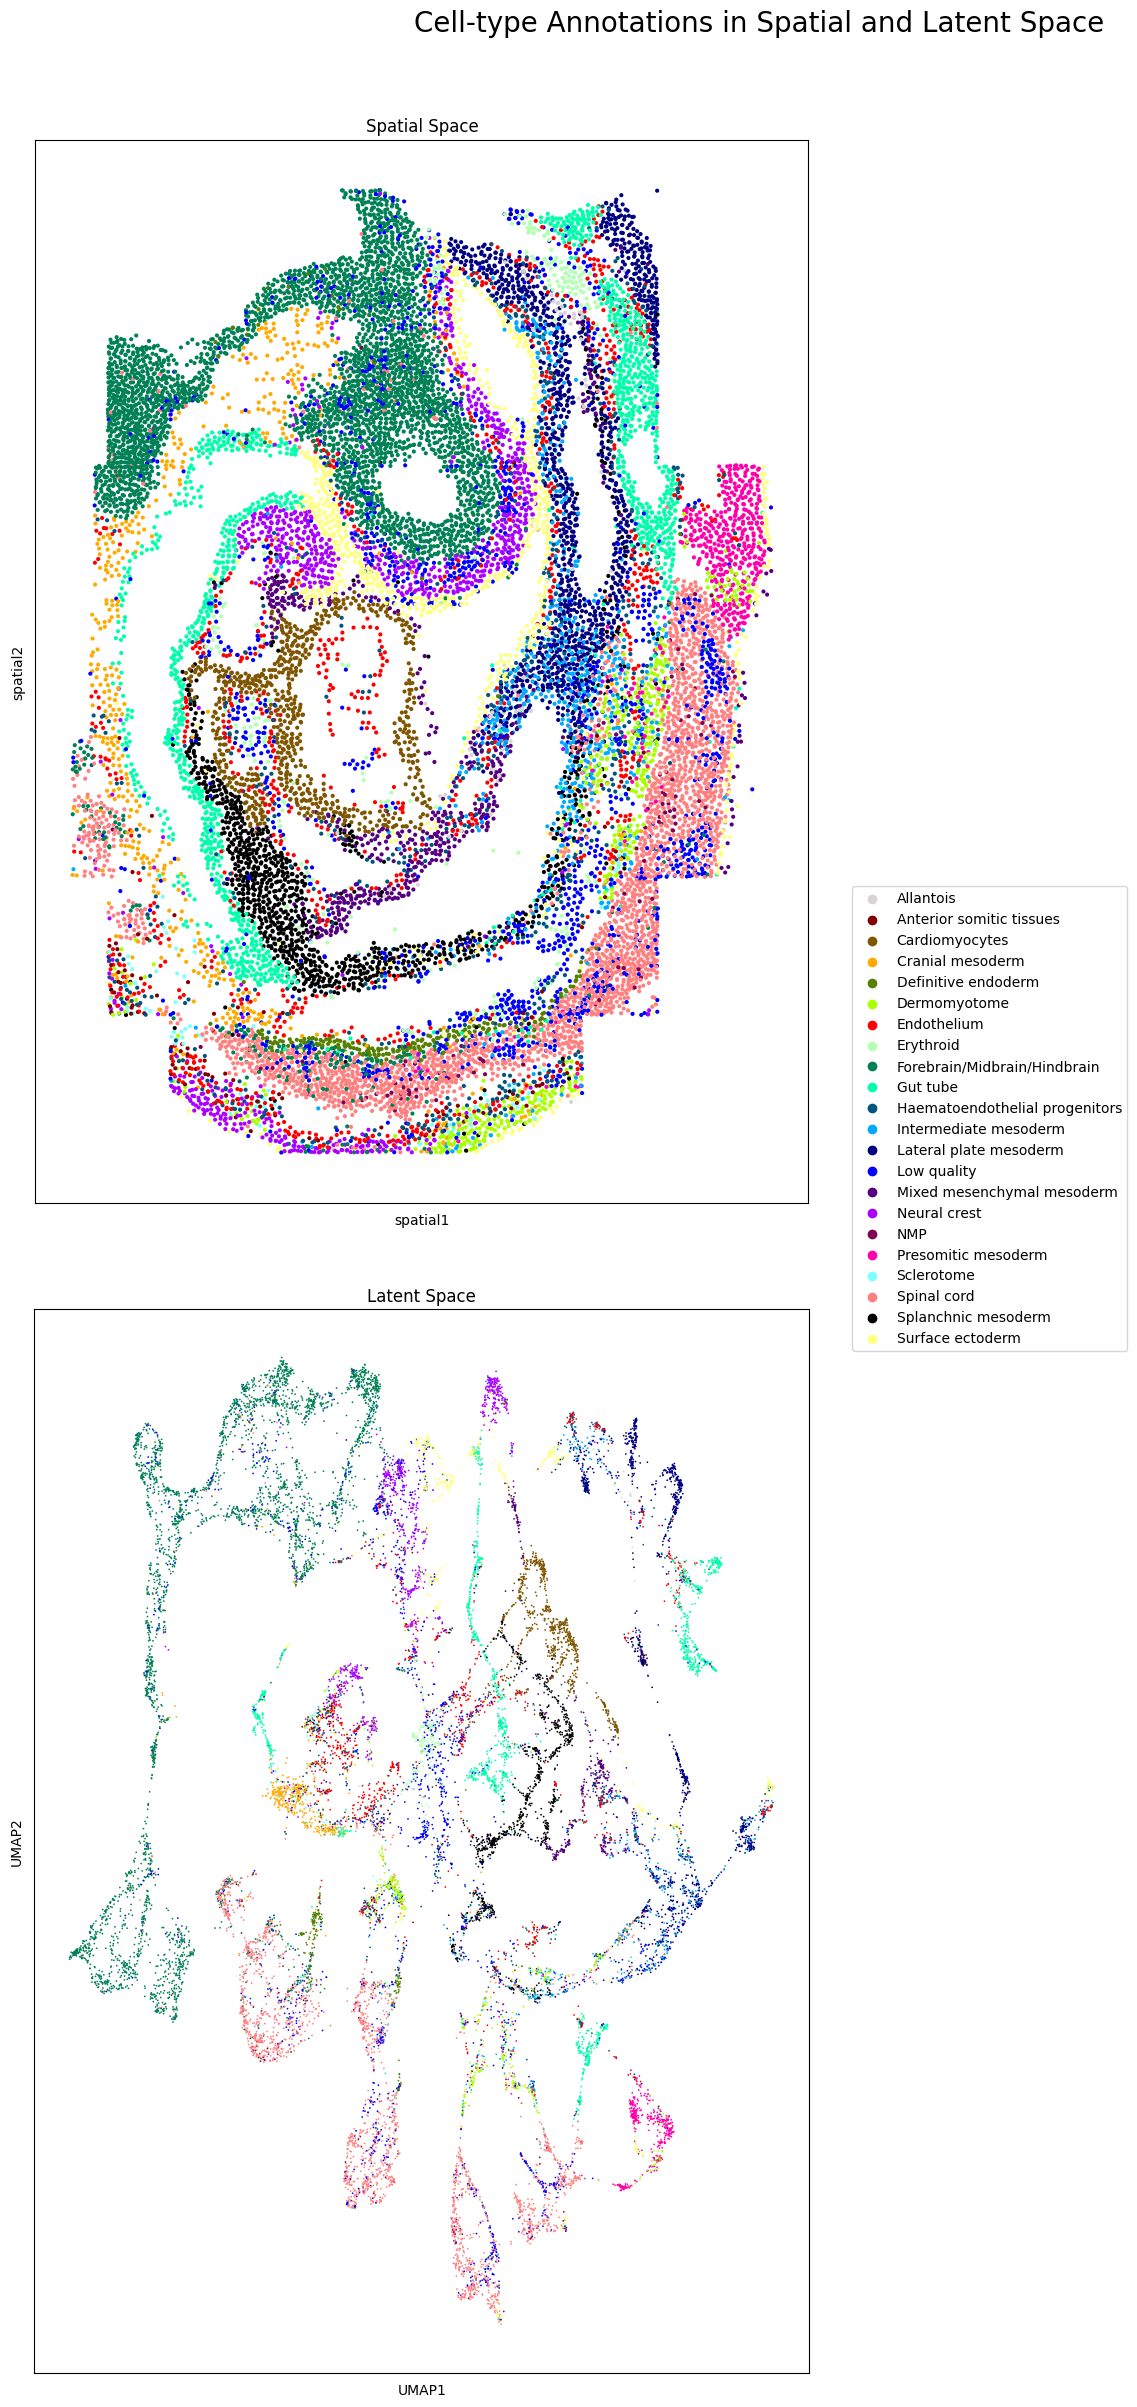 Cell-type Annotations in Spatial and Latent Space
Spatial Space
spatial2
spatial1
Allantois
Anterior somitic tissues
Cardiomyocytes
Cranial mesoderm
Definitive endoderm
Dermomyotome
Endothelium
Erythroid
Forebrain/Midbrain/Hindbrain
Gut tube
Haematoendothelial progenitors
Intermediate mesoderm
Lateral plate mesoderm
Low quality
Mixed mesenchymal mesoderm
Neural crest
NMP
Presomitic mesoderm
Sclerotome
Spinal cord
Splanchnic mesoderm
Surface ectoderm
Latent Space
UMAP2
UMAP1